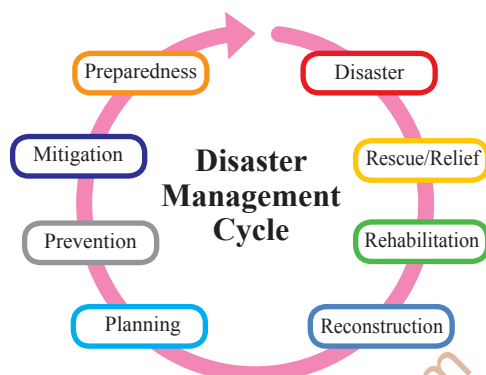 Preparedness
Disaster
Mitigation
Rescue/Relief
Disaster
Management
Cycle
Prevention
Rehabilitation
Planning
Reconstruction